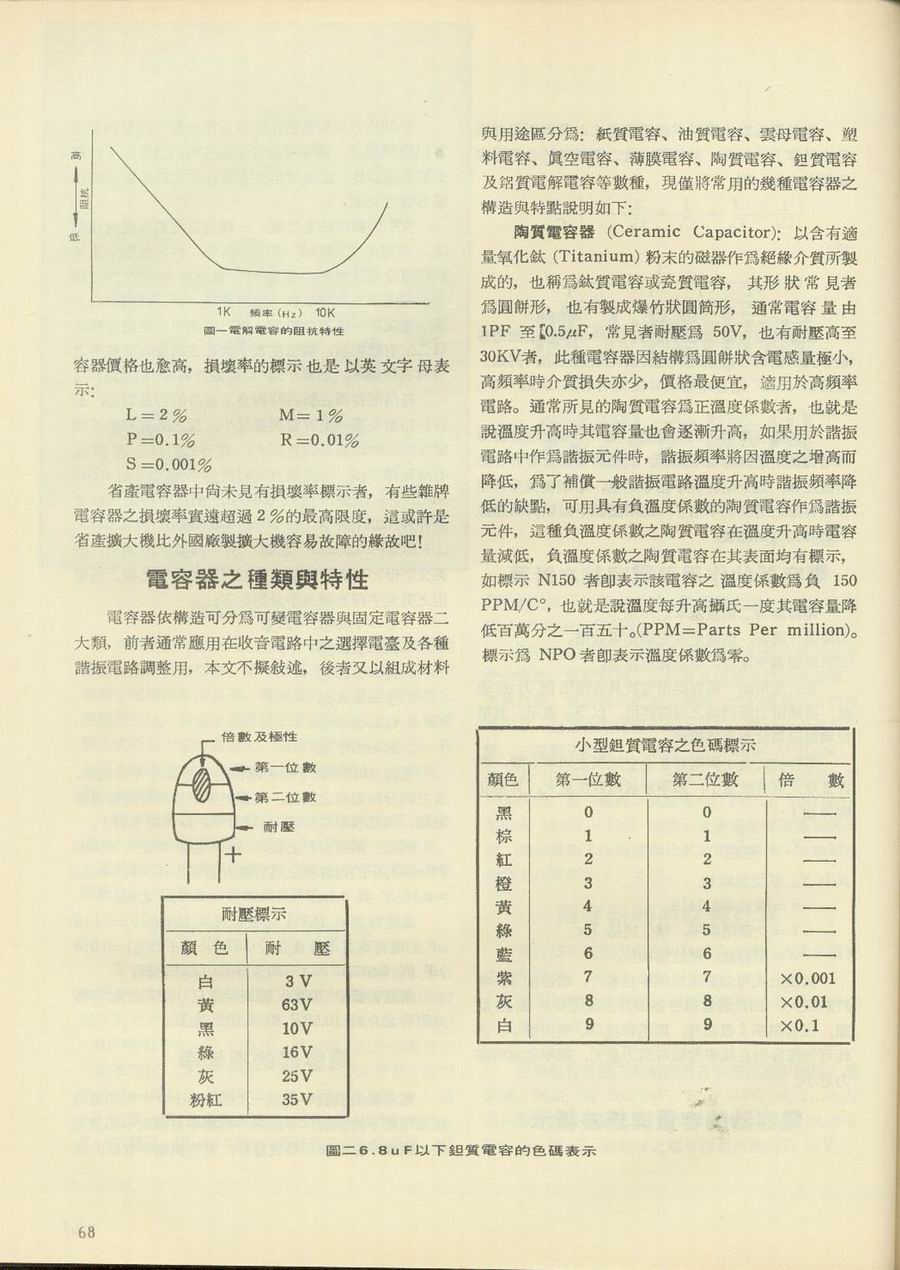 高
阻抗
低
1K 頻率(Hz) 10K
圖一電解電容的阻抗特性
容器價格也愈高，損壞率的標示也是以英文字母表
示：
L＝2％ M＝1％
P＝0.1％ R＝0.01％
S＝0.001％
省產電容器中尙未見有損壞率標示者，有些雜牌
電容器之損壞率實遠超過2％的最高限度，這或許是
省產擴大機比外國廠製擴大機容易故障的緣故吧！
電容器之種類與特性
電容器依構造可分爲可變電容器與固定電容器二
大類，前者通常應用在收音電路中之選擇電臺及各種
諧振電路調整用，本文不擬敍述，後者又以組成材料
與用途區分爲：紙質電容、油質電容、雲母電容、塑
料電容、眞空電容、薄膜電容、陶質電容、鉭質電容
及鋁質電解電容等數種，現僅將常用的幾種電容器之
構造與特點說明如下：
陶質電容器 (Ceramic Capacitor)：以含有適
量氧化鈦 (Titanium) 粉末的磁器作爲絕緣介質所製
成的，也稱爲鈦質電容或瓷質電容，其形狀常見者
爲圓餅形，也有製成爆竹狀圓筒形，通常電容量由
1PF 至【0.5μF，常見者耐壓爲 50V，也有耐壓高至
30KV者，此種電容器因結構爲圓餅狀含電感量極小，
高頻率時介質損失亦少，價格最便宜，適用於高頻率
電路。通常所見的陶質電容爲正溫度係數者，也就是
說溫度升高時其電容量也會逐漸升高，如果用於諧振
電路中作爲諧振元件時，諧振頻率將因溫度之增高而
降低，爲了補償一般諧振電路溫度升高時諧振頻率降
低的缺點，可用具有負溫度係數的陶質電容作爲諧振
元件，這種負溫度係數之陶質電容在溫度升高時電容
量減低，負溫度係數之陶質電容在其表面均有標示，
如標示 N150 者卽表示該電容之溫度係數爲負 150
PPM/C°，也就是說溫度每升高攝氏一度其電容量降
低百萬分之一百五十。(PPM＝Parts Per million)。
標示爲 NPO 者卽表示溫度係數爲零。
倍數及極性
第一位數
第二位數
耐壓
＋
耐壓標示
顏色 耐壓
白 3V
黃 63V
黑 10V
綠 16V
灰 25V
粉紅 35V
小型鉭質電容之色碼標示
顏色 第一位數 第二位數 倍數
黑 0 0 ——
棕 1 1 ——
紅 2 2 ——
橙 3 3 ——
黃 4 4 ——
綠 5 5 ——
藍 6 6 ——
紫 7 7 ×0.001
灰 8 8 ×0.01
白 9 9 ×0.1
圖二6.8uF以下鉭質電容的色碼表示
68